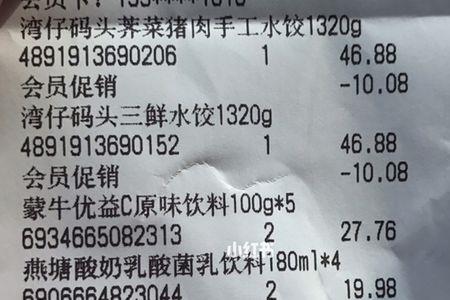 湾仔码头荠菜猪肉手工水饺1320g
4891913690206 1 46.88
会员促销 -10.08
湾仔码头三鲜水饺1320g
4891913690152 1 46.88
会员促销 -10.08
蒙牛优益C原味饮料100g*5
6934665082313 2 27.76
小红书
燕塘酸奶乳酸菌乳饮料180ml*4
6906664823044 2 19.98